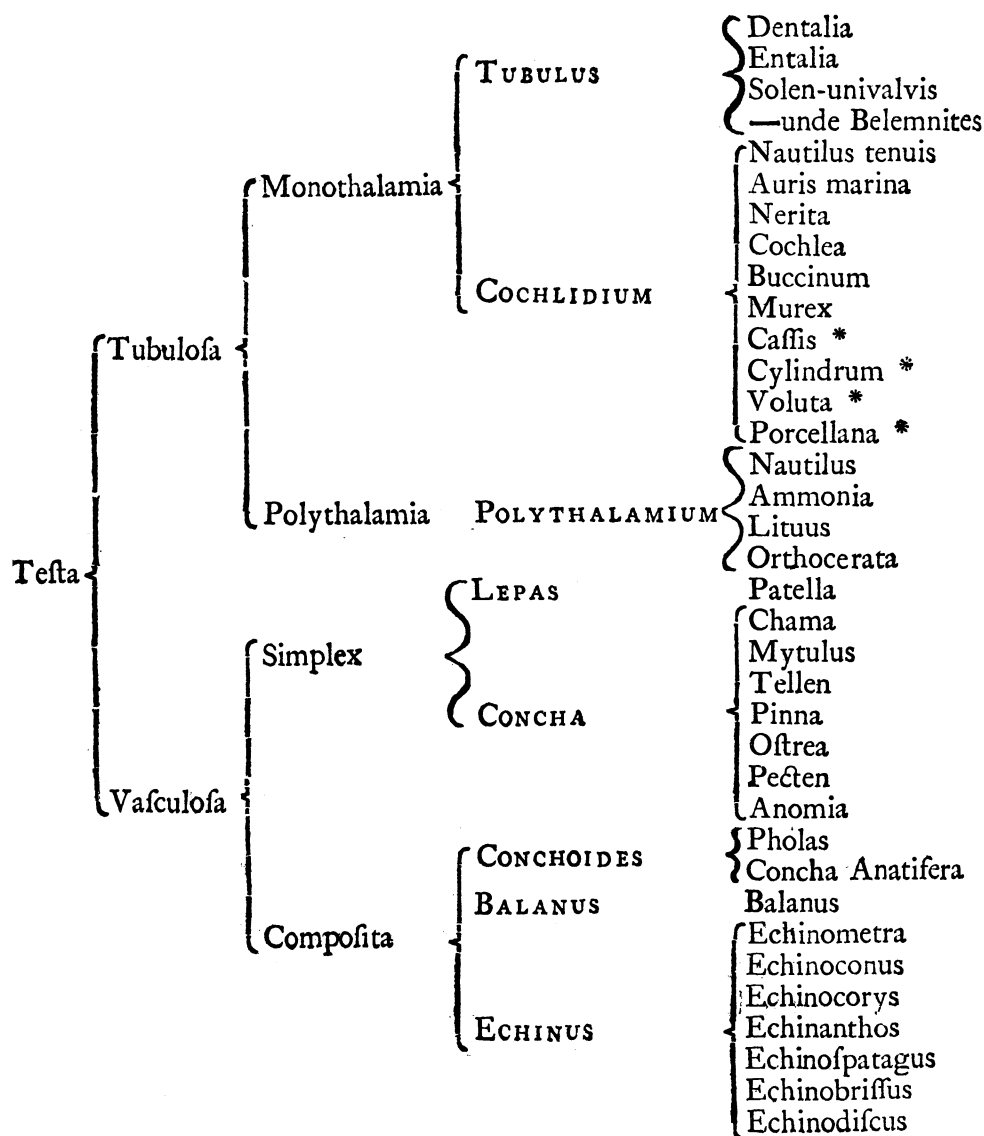 Dentalia
Entalia
TUBULUS
Solen-univalvis
—unde Belemnites
Nautilus tenuis
Monothalamia
Auris marina
Nerita
Cochlea
Buccinum
COCHLIDIUM
Murex
Tubuloſa
Caſſis *
Cylindrum *
Voluta *
Porcellana *
Nautilus
Ammonia
Polythalamia POLYTHALAMIUM
Lituus
Orthocerata
Teſta
LEPAS Patella
Chama
Simplex
Mytulus
Tellen
CONCHA Pinna
Oſtrea
Pecten
Vaſculoſa
Anomia
Pholas
CONCHOIDES
Concha Anatifera
BALANUS Balanus
Compoſita
Echinometra
Echinoconus
Echinocorys
ECHINUS Echinanthos
Echinoſpatagus
Echinobriſſus
Echinodiſcus